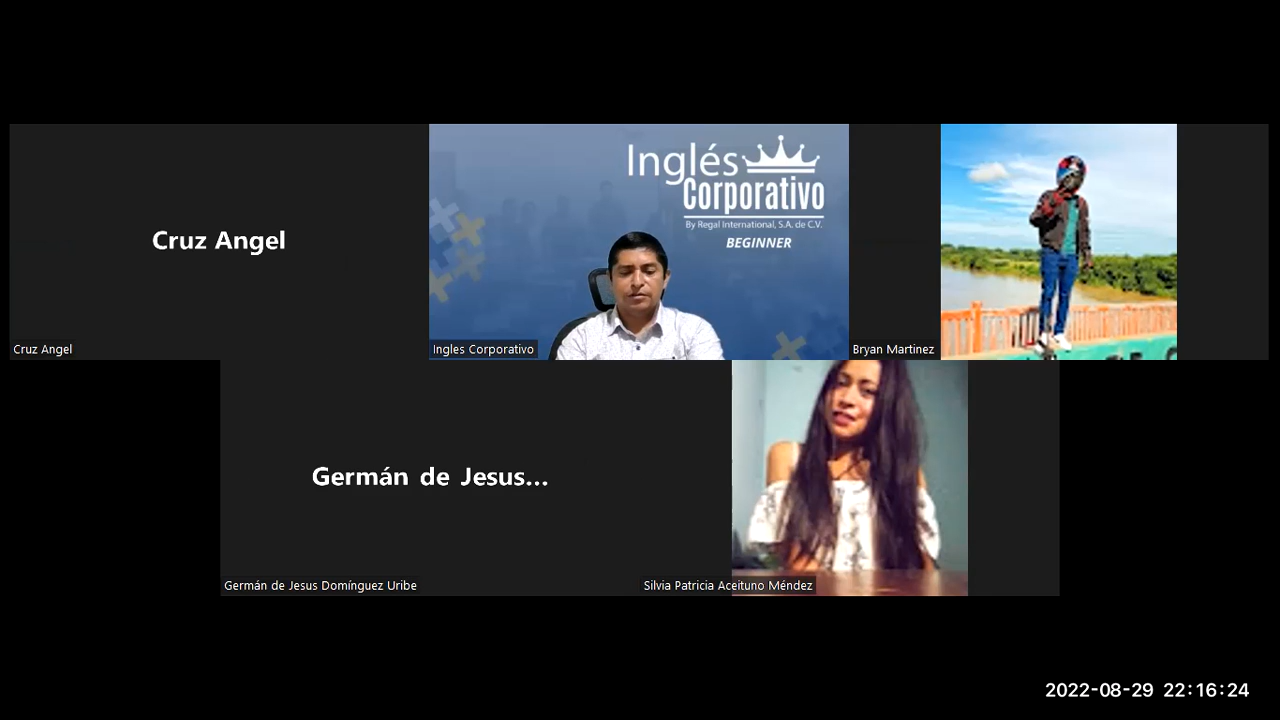 Inglés
Corporativo
By Regal International, S.A. de C.V.
BEGINNER
Cruz Angel
Cruz Angel
Ingles Corporativo
Bryan Martinez
Germán de Jesus...
Germán de Jesus Domínguez Uribe
Silvia Patricia Aceituno Méndez
2022-08-29 22:16:24